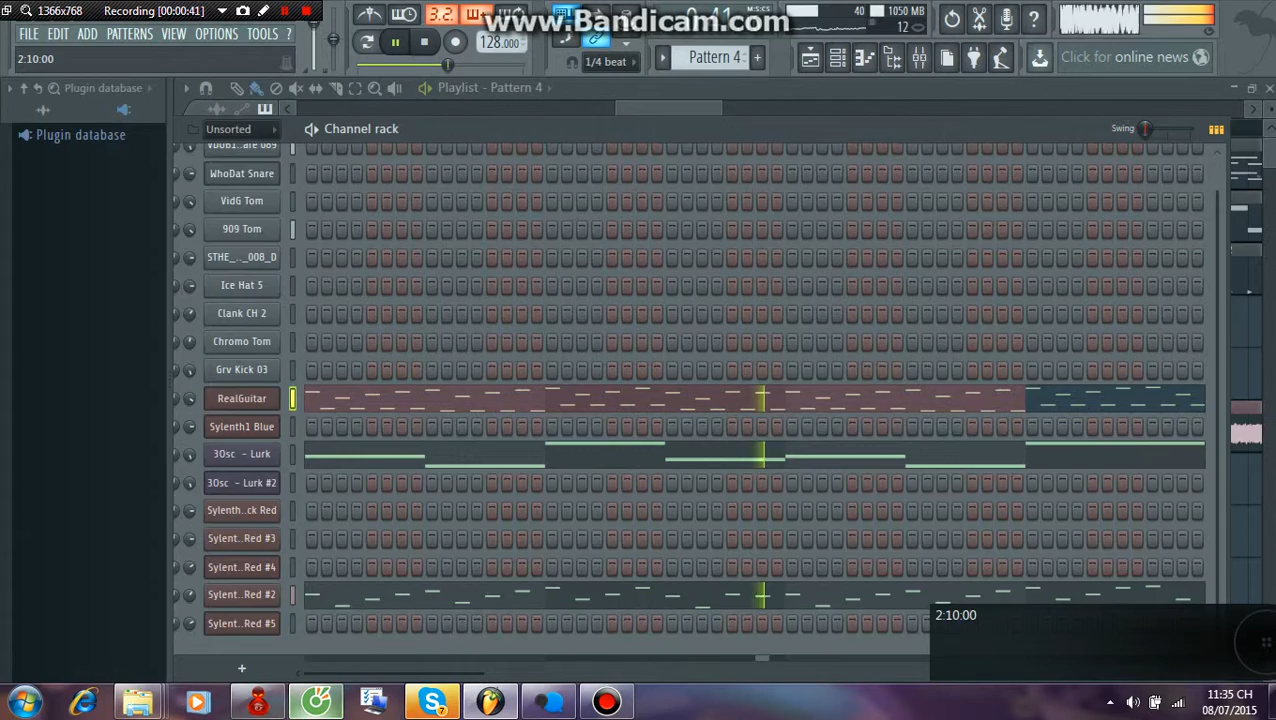 1366x768
Recording [00:00:41]
www.Bandicam.com
FILE EDIT ADD PATTERNS VIEW OPTIONS TOOLS ?
2:10:00
3.2
128.000
1/4 beat
Pattern 4
40
1050 MB
12
Click for online news
Plugin database
Playlist - Pattern 4
Plugin database
Unsorted
Channel rack
Swing
WhoDat Snare
VidG Tom
909 Tom
STHE_.._008_D
Ice Hat 5
Clank CH 2
Chromo Tom
Grv Kick 03
RealGuitar
Sylenth1 Blue
3Osc - Lurk
3Osc - Lurk #2
Sylenth..ck Red
Sylent..Red #3
Sylent..Red #4
Sylent..Red #2
Sylent..Red #5
+
2:10:00
11:35 CH
08/07/2015